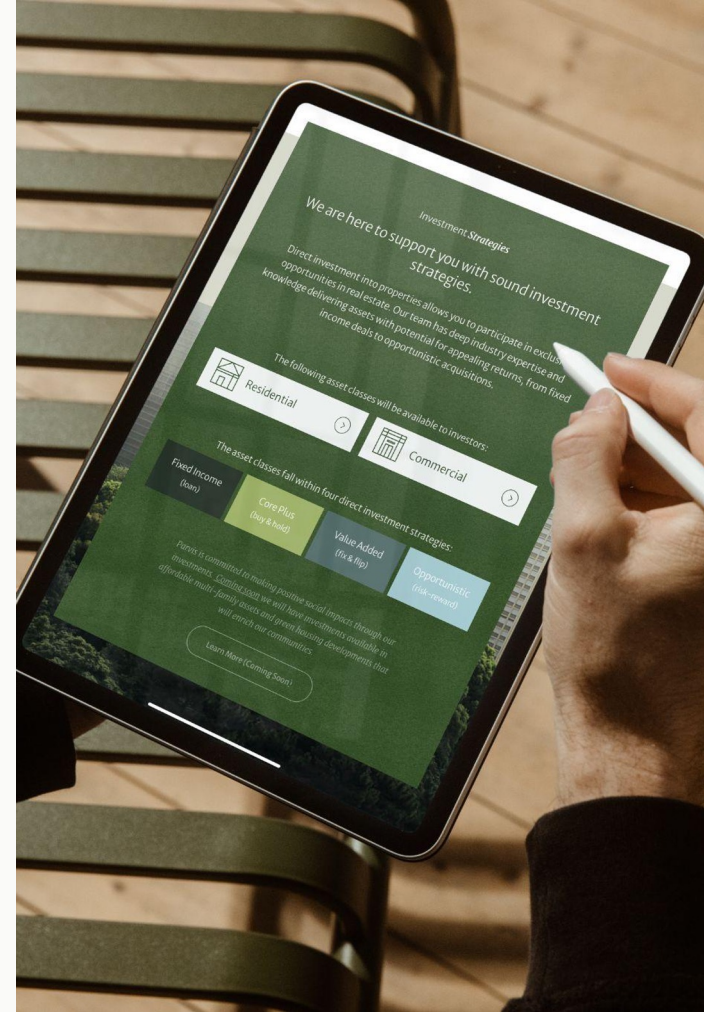 Investment Strategies
We are here to support you with sound investment
strategies.
Direct investment into properties allows you to participate in
opportunities in real estate. Our team has deep industry expertise and
knowledge delivering assets with potential for appealing returns, from fixed
income deals to opportunistic acquisitions.
The following asset classes will be available to investors:
Residential
Commercial
The asset classes fall within four direct investment strategies:
Fixed Income
(loan)
Core Plus
(buy & hold)
Value Added
(fix & flip)
Opportunistic
(risk-reward)
Parvis is committed to making positive social impacts through our
investments. Coming soon we will have investments available in
affordable multi-family assets and green housing developments that
will enrich our communities.
Learn More (Coming Soon)